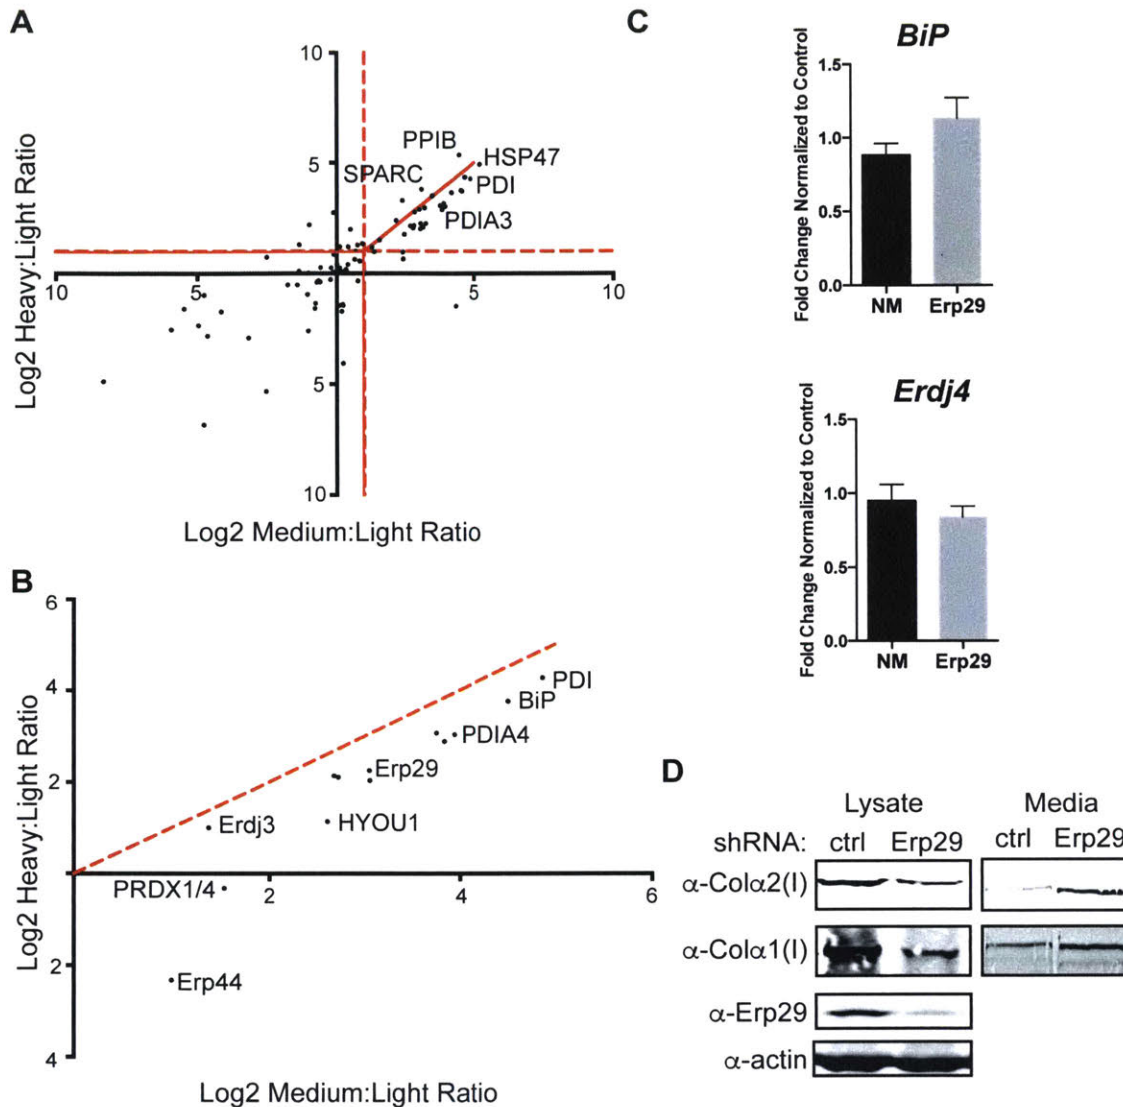 A
Log2 Heavy:Light Ratio
10
PPIB
HSP47
5
SPARC
PDI
PDIA3
10
5
5
10
5
10
Log2 Medium:Light Ratio
B
Log2 Heavy:Light Ratio
6
PDI
BiP
4
PDIA4
Erp29
2
Erdj3
HYOU1
PRDX1/4
2
4
6
2
Erp44
4
Log2 Medium:Light Ratio
C
BiP
Fold Change Normalized to Control
1.5
1.0
0.5
0.0
NM Erp29
Erdj4
Fold Change Normalized to Control
1.5
1.0
0.5
0.0
NM Erp29
D
Lysate Media
shRNA: ctrl Erp29 ctrl Erp29
α-Colα2(I)
α-Colα1(I)
α-Erp29
α-actin